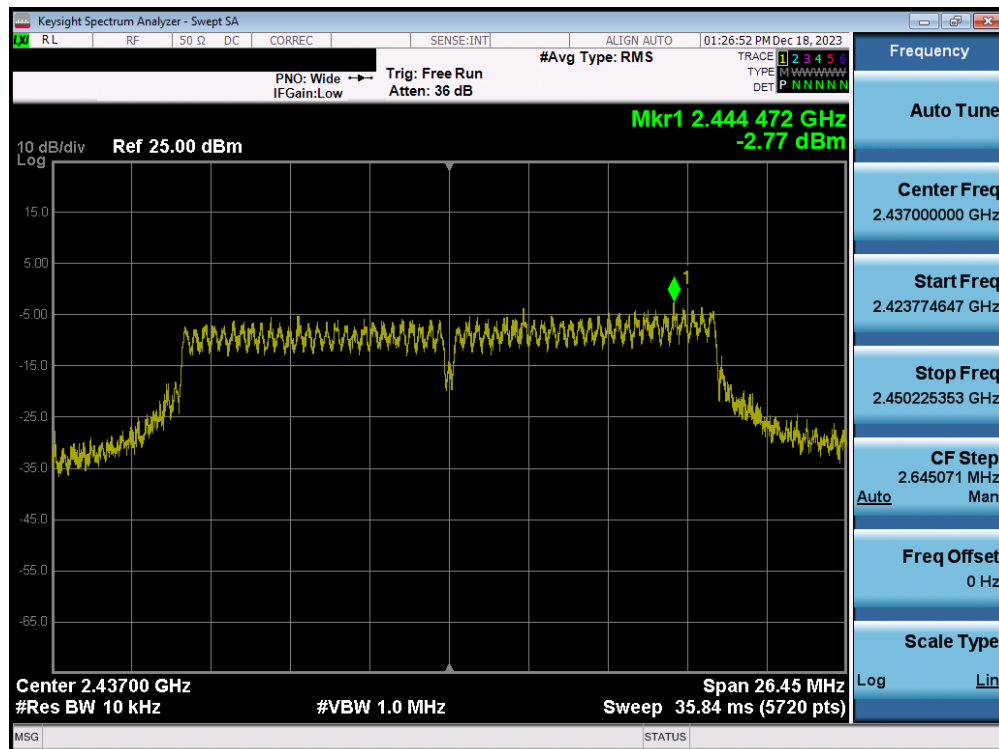 Keysight Spectrum Analyzer - Swept SA
LXI RL RF 50 Ω DC CORREC SENSE:INT ALIGN AUTO 01:26:52 PM Dec 18, 2023
#Avg Type: RMS
TRACE 1 2 3 4 5 6
TYPE M WWWWW
DET P N N N N N
PNO: Wide
IFGain:Low
Trig: Free Run
Atten: 36 dB
Mkr1 2.444 472 GHz
-2.77 dBm
10 dB/div
Log
Ref 25.00 dBm
15.0
5.00
-5.00
-15.0
-25.0
-35.0
-45.0
-55.0
-65.0
1
Center 2.43700 GHz
#Res BW 10 kHz
#VBW 1.0 MHz
Span 26.45 MHz
Sweep 35.84 ms (5720 pts)
MSG
STATUS
Frequency
Auto Tune
Center Freq
2.437000000 GHz
Start Freq
2.423774647 GHz
Stop Freq
2.450225353 GHz
CF Step
2.645071 MHz
Auto Man
Freq Offset
0 Hz
Scale Type
Log Lin